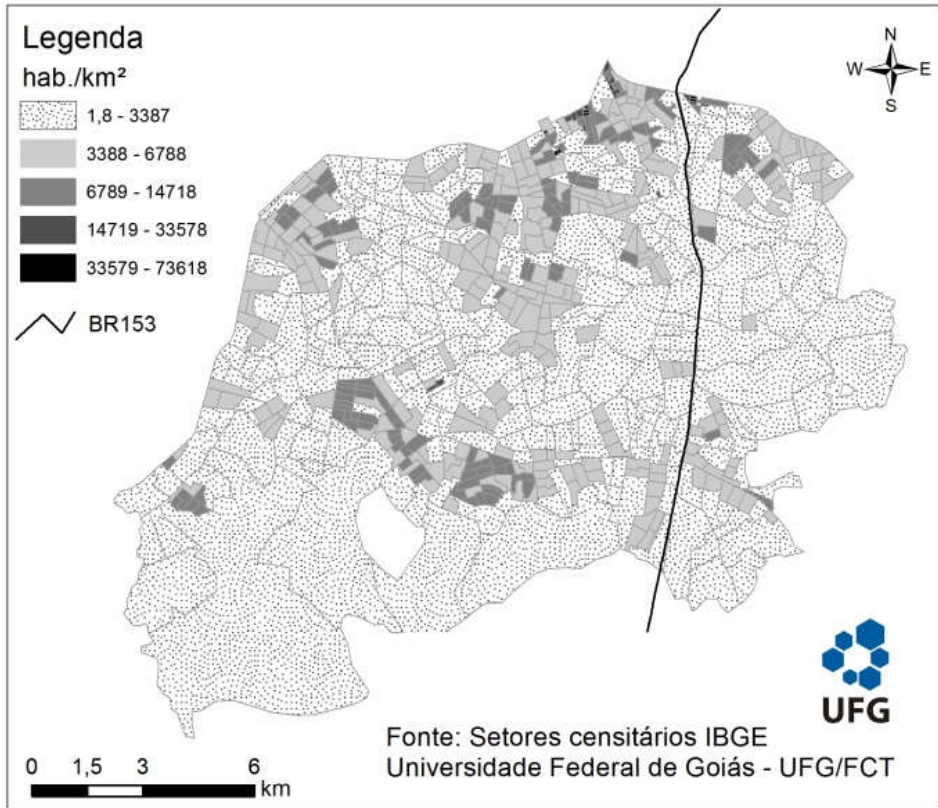 Legenda
hab./km²
1,8 - 3387
3388 - 6788
6789 - 14718
14719 - 33578
33579 - 73618
BR153
N
W E
S
UFG
Fonte: Setores censitários IBGE
Universidade Federal de Goiás - UFG/FCT
0 1,5 3 6
km